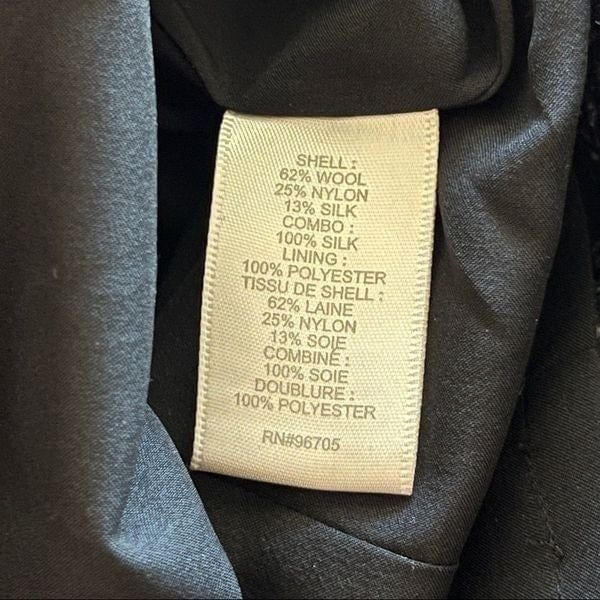 SHELL :
62% WOOL
25% NYLON
13% SILK
COMBO :
100% SILK
LINING :
100% POLYESTER
TISSU DE SHELL :
62% LAINE
25% NYLON
13% SOIE
COMBINÉ :
100% SOIE
DOUBLURE :
100% POLYESTER
RN#96705